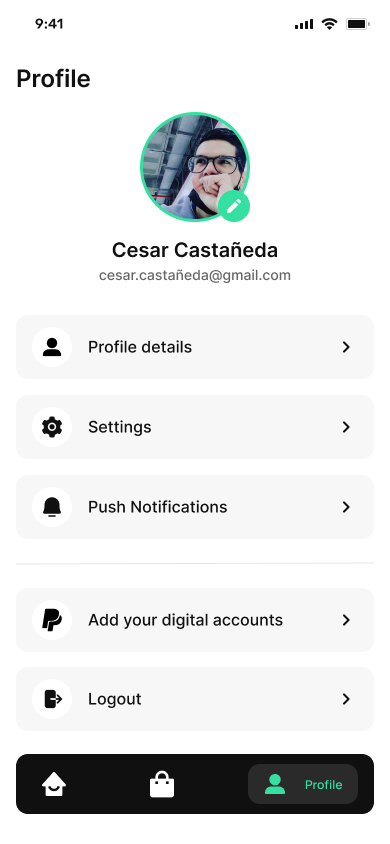 9:41
Profile
Cesar Castañeda
cesar.castañeda@gmail.com
Profile details
Settings
Push Notifications
Add your digital accounts
Logout
Profile